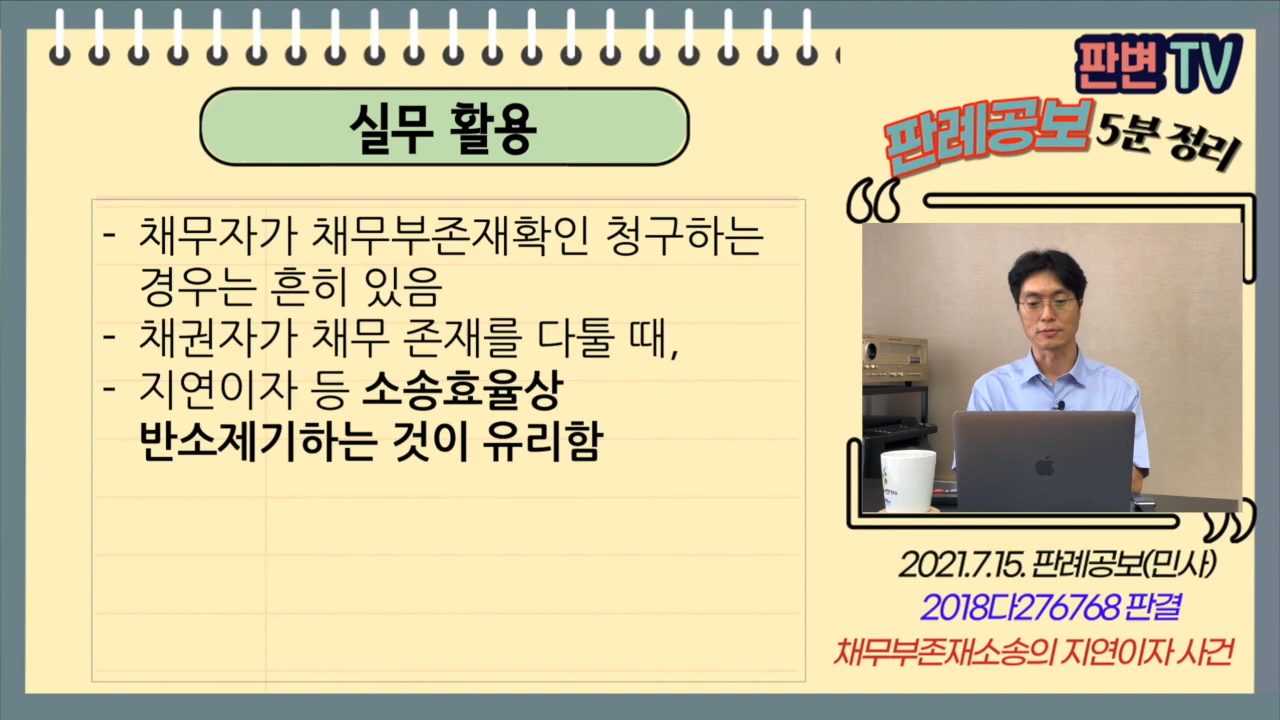 판변 TV
판례공보 5분 정리
실무 활용
- 채무자가 채무부존재확인 청구하는
경우는 흔히 있음
- 채권자가 채무 존재를 다툴 때,
- 지연이자 등 소송효율상
반소제기하는 것이 유리함
2021.7.15. 판례공보(민사)
2018다276768 판결
채무부존재소송의 지연이자 사건